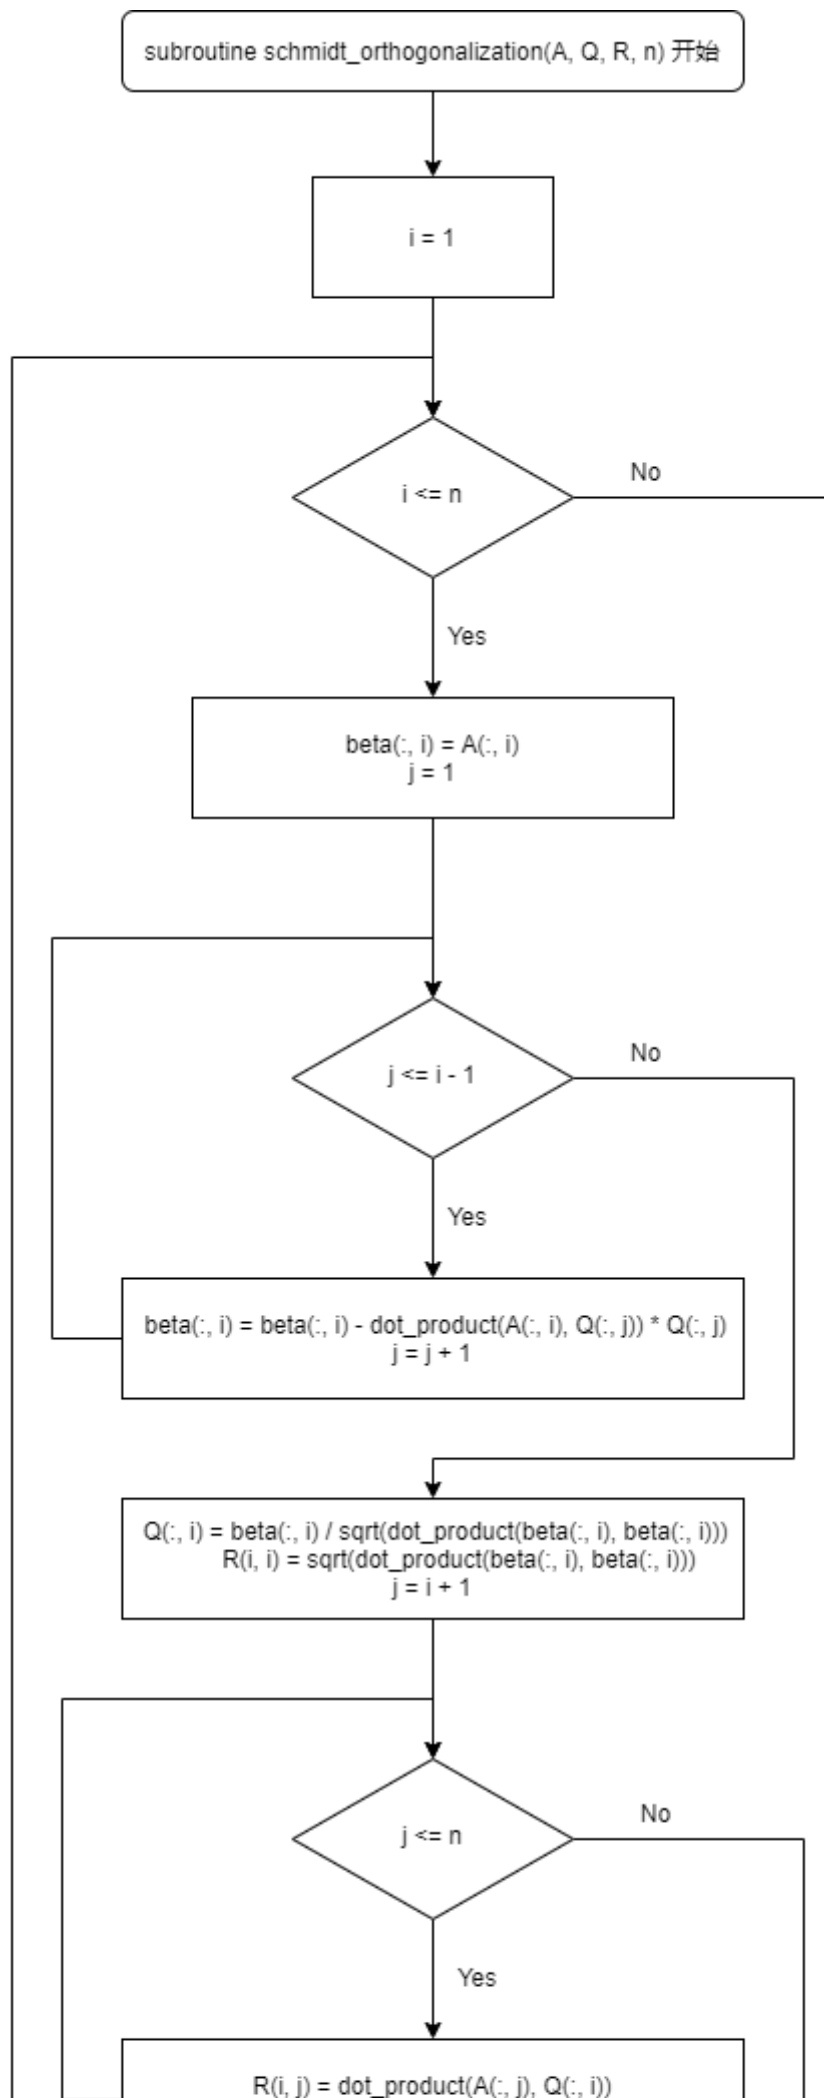 subroutine schmidt_orthogonalization(A, Q, R, n) 开始
i = 1
i <= n
No
Yes
beta(:, i) = A(:, i)
j = 1
j <= i - 1
No
Yes
beta(:, i) = beta(:, i) - dot_product(A(:, i), Q(:, j)) * Q(:, j)
j = j + 1
Q(:, i) = beta(:, i) / sqrt(dot_product(beta(:, i), beta(:, i)))
R(i, i) = sqrt(dot_product(beta(:, i), beta(:, i)))
j = i + 1
j <= n
No
Yes
R(i, j) = dot_product(A(:, j), Q(:, i))